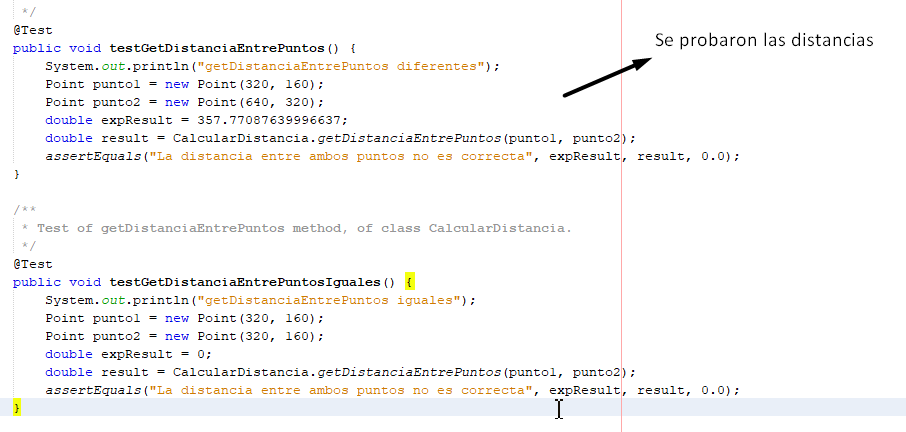 */
@Test
public void testGetDistanciaEntrePuntos() {
    System.out.println("getDistanciaEntrePuntos diferentes");
    Point punto1 = new Point(320, 160);
    Point punto2 = new Point(640, 320);
    double expResult = 357.77087639996637;
    double result = CalcularDistancia.getDistanciaEntrePuntos(punto1, punto2);
    assertEquals("La distancia entre ambos puntos no es correcta", expResult, result, 0.0);
}
Se probaron las distancias
/**
 * Test of getDistanciaEntrePuntos method, of class CalcularDistancia.
 */
@Test
public void testGetDistanciaEntrePuntosIguales() {
    System.out.println("getDistanciaEntrePuntos iguales");
    Point punto1 = new Point(320, 160);
    Point punto2 = new Point(320, 160);
    double expResult = 0;
    double result = CalcularDistancia.getDistanciaEntrePuntos(punto1, punto2);
    assertEquals("La distancia entre ambos puntos no es correcta", expResult, result, 0.0);
}